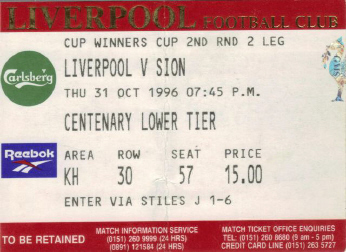 LIVERPOOL FOOTBALL CLUB
CUP WINNERS CUP 2ND RND 2 LEG
Carlsberg
LIVERPOOL V SION
THU 31 OCT 1996 07:45 P.M.
CENTENARY LOWER TIER
Reebok
AREA ROW SEAT PRICE
KH 30 57 15.00
ENTER VIA STILES J 1-6
TO BE RETAINED
MATCH INFORMATION SERVICE
(0151) 260 9999 (24 HRS)
(0891) 121584 (24 HRS)
MATCH TICKET OFFICE ENQUIRIES
TEL: (0151) 260 8680 (9 am - 5 pm)
CREDIT CARD LINE (0151) 263 5727